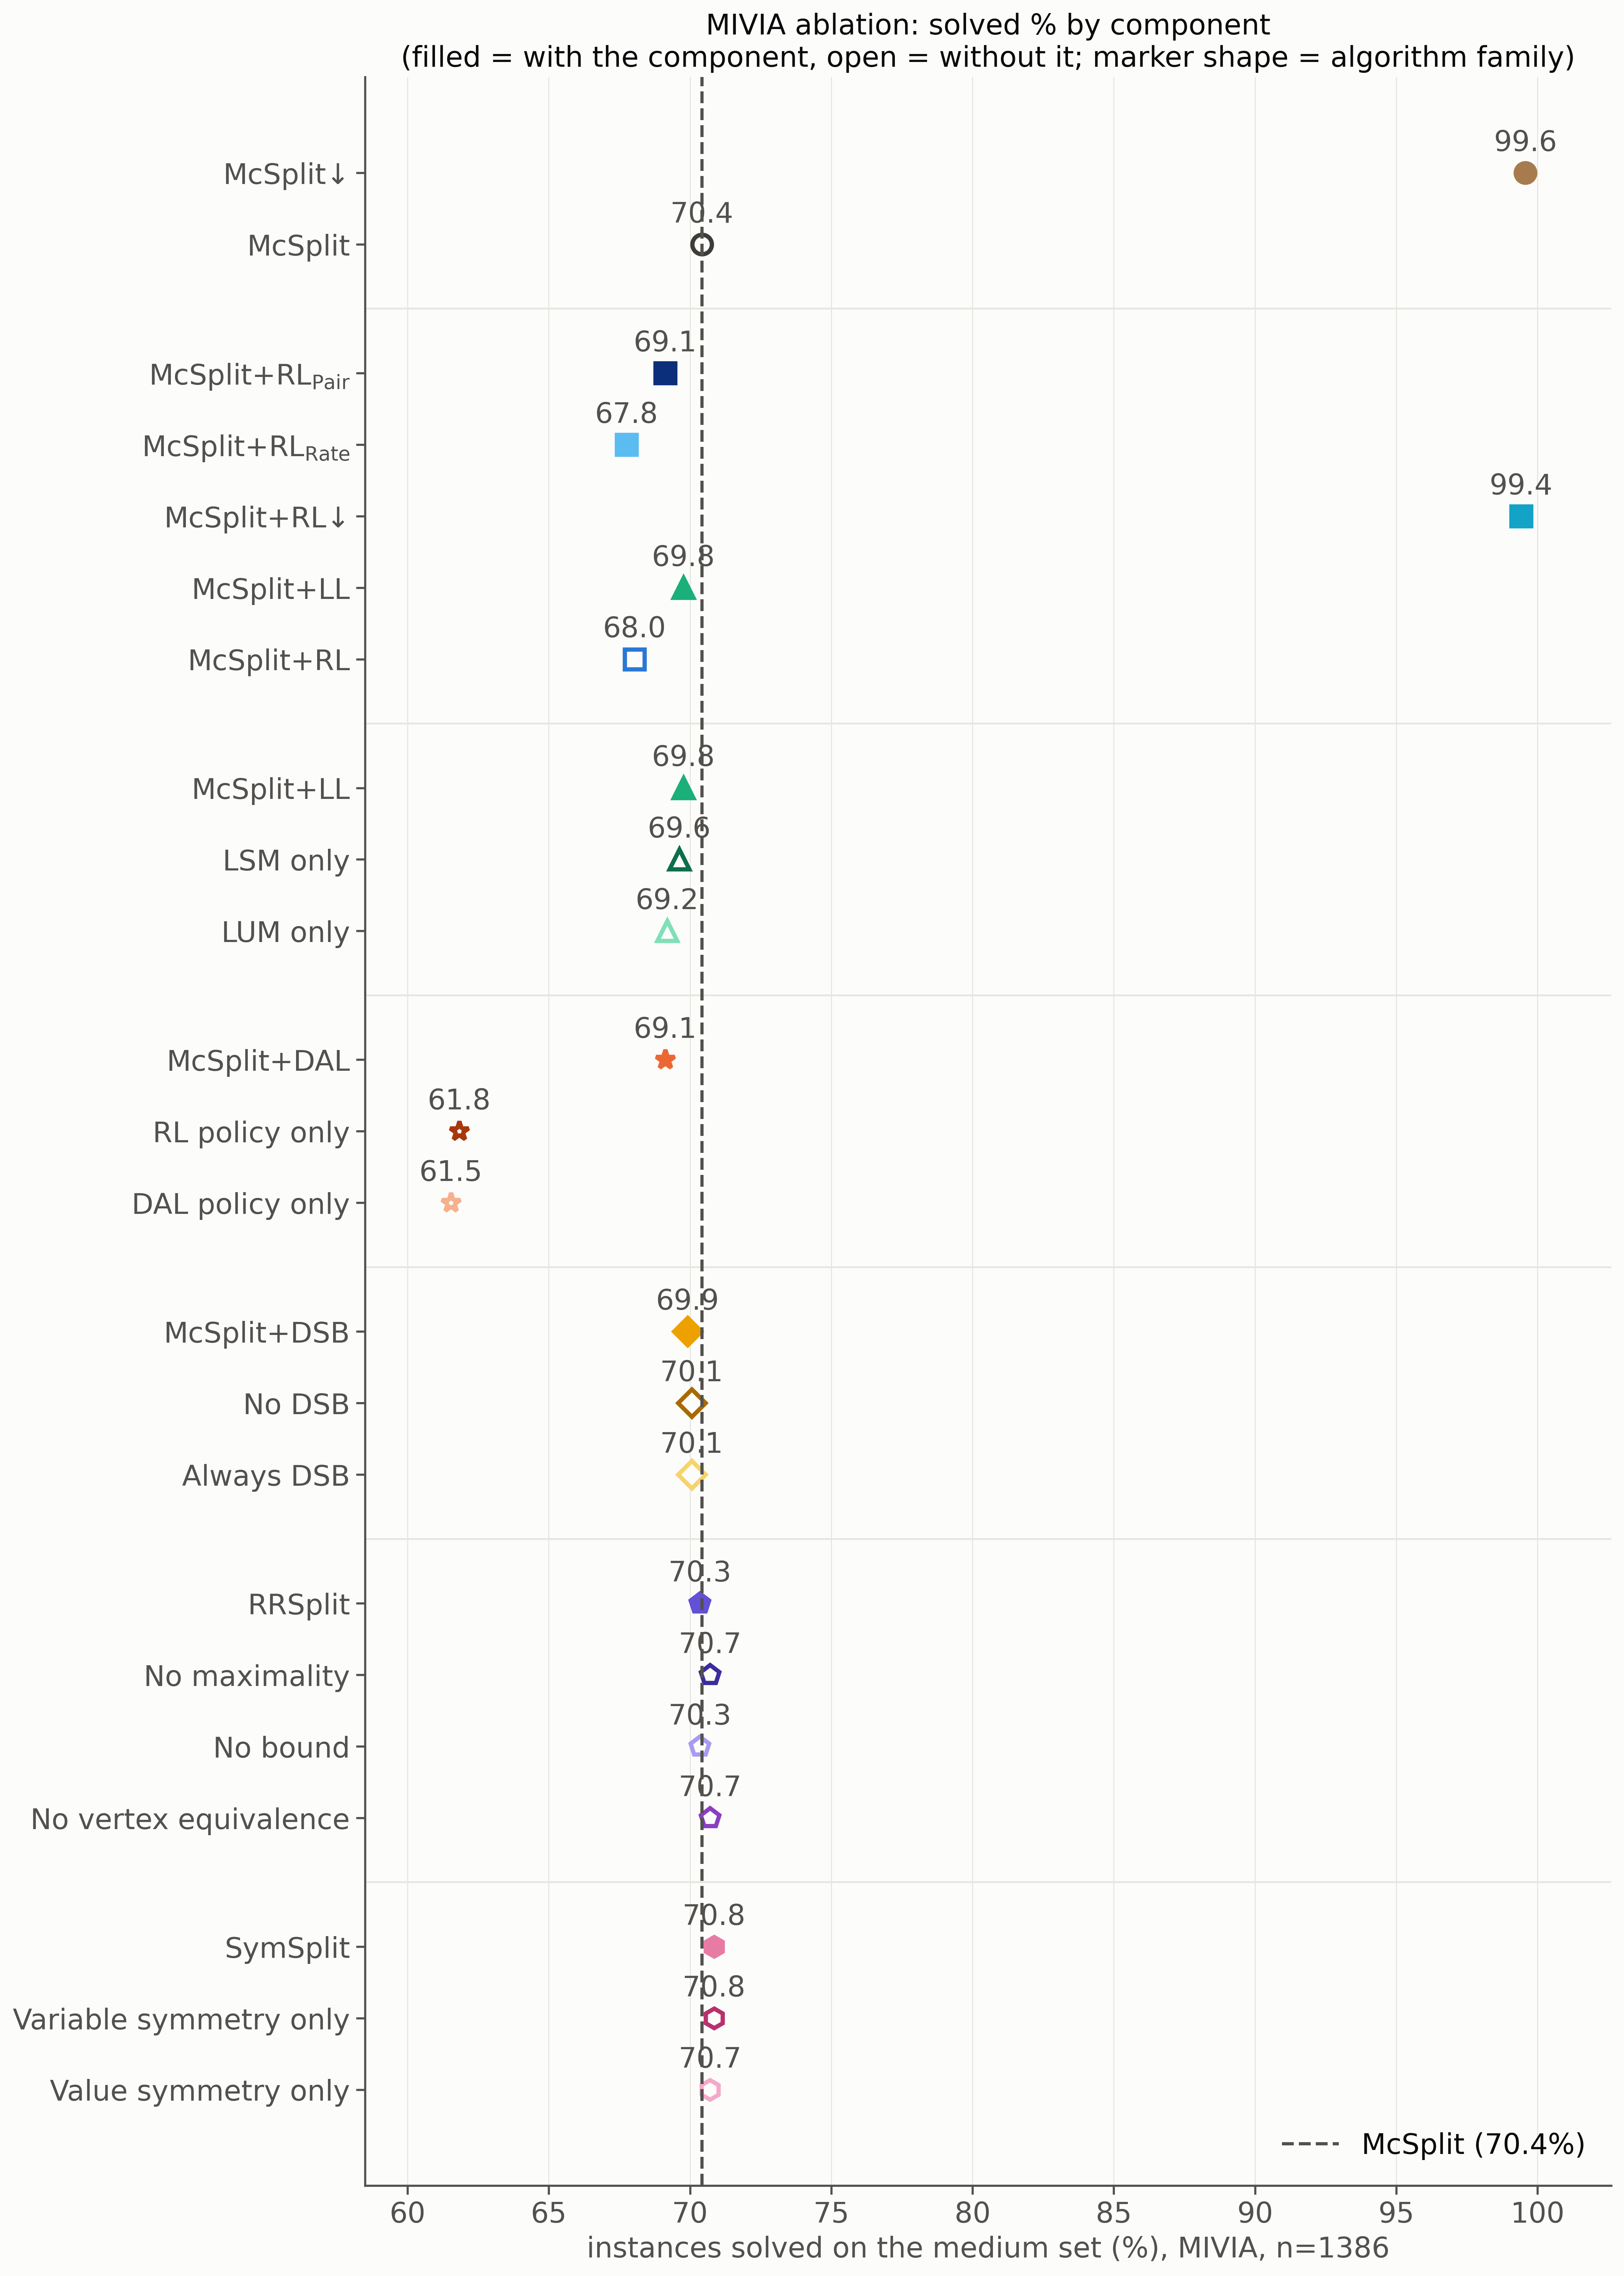 MIVIA ablation: solved % by component
(filled = with the component, open = without it; marker shape = algorithm family)
McSplit↓
99.6
McSplit
70.4
McSplit+RL_Pair
69.1
McSplit+RL_Rate
67.8
McSplit+RL↓
99.4
McSplit+LL
69.8
McSplit+RL
68.0
McSplit+LL
69.8
LSM only
69.6
LUM only
69.2
McSplit+DAL
69.1
RL policy only
61.8
DAL policy only
61.5
McSplit+DSB
69.9
No DSB
70.1
Always DSB
70.1
RRSplit
70.3
No maximality
70.7
No bound
70.3
No vertex equivalence
70.7
SymSplit
70.8
Variable symmetry only
70.8
Value symmetry only
70.7
McSplit (70.4%)
60 65 70 75 80 85 90 95 100
instances solved on the medium set (%), MIVIA, n=1386